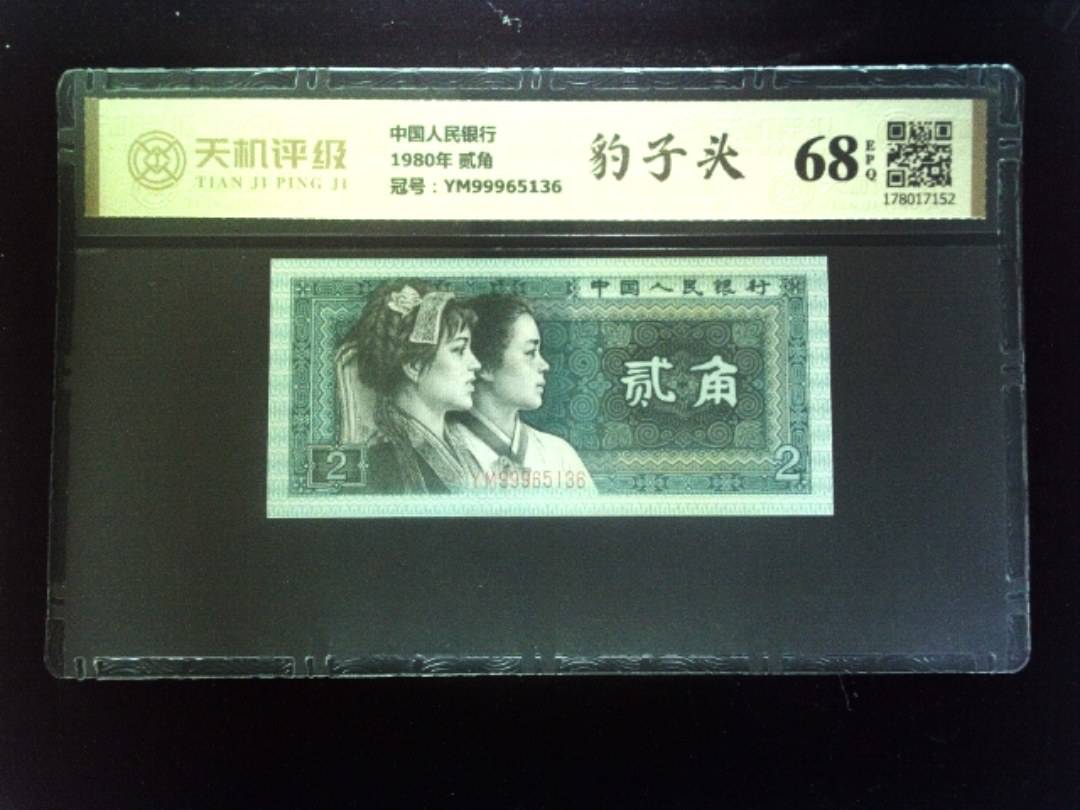 天机评级
TIAN JI PING JI
中国人民银行
1980年 贰角
冠号：YM99965136
豹子头
68
EPQ
178017152
中国人民银行
贰角
2
2
YM99965136